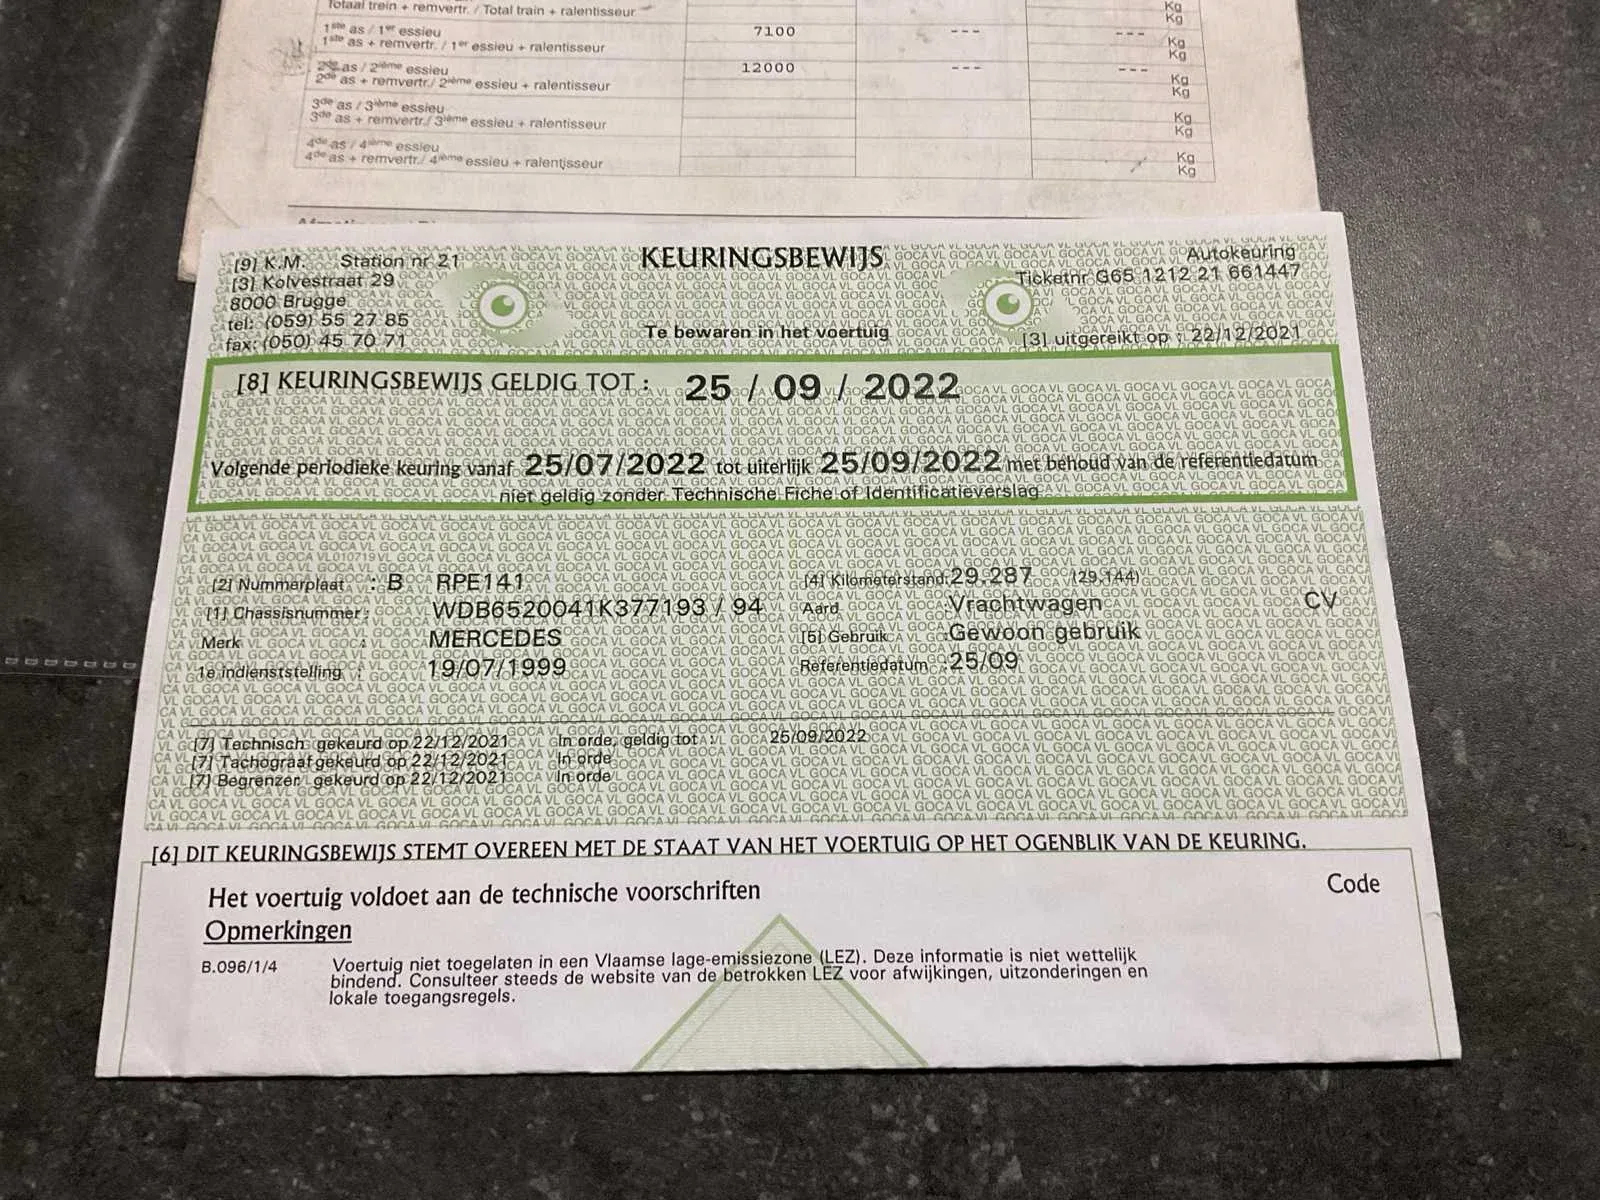 Totaal trein + remvertr. / Total train + ralentisseur Kg
Kg
1ste as / 1er essieu 7100 --- --- Kg
1ste as + remvertr. / 1er essieu + ralentisseur Kg
2de as / 2ième essieu 12000 --- --- Kg
2de as + remvertr./ 2ième essieu + ralentisseur Kg
3de as / 3ième essieu Kg
3de as + remvertr./ 3ième essieu + ralentisseur Kg
4de as / 4ième essieu Kg
4de as + remvertr./ 4ième essieu + ralentisseur Kg
[9] K.M. Station nr 21 KEURINGSBEWIJS Autokeuring
[3] Kolvestraat 29 Ticketnr G65 1212 21 661447
8000 Brugge
tel: (059) 55 27 85 Te bewaren in het voertuig
fax: (050) 45 70 71 [3] uitgereikt op : 22/12/2021
[8] KEURINGSBEWIJS GELDIG TOT : 25 / 09 / 2022
Volgende periodieke keuring vanaf 25/07/2022 tot uiterlijk 25/09/2022 met behoud van de referentiedatum
niet geldig zonder Technische Fiche of Identificatieverslag
[2] Nummerplaat : B RPE141 [4] Kilometerstand: 29.287 (29.144)
[1] Chassisnummer : WDB6520041K377193 / 94 Aard : Vrachtwagen CV
Merk : MERCEDES [5] Gebruik : Gewoon gebruik
1e indienststelling : 19/07/1999 Referentiedatum : 25/09
[7] Technisch gekeurd op 22/12/2021 In orde, geldig tot : 25/09/2022
[7] Tachograaf gekeurd op 22/12/2021 In orde
[7] Begrenzer gekeurd op 22/12/2021 In orde
[6] DIT KEURINGSBEWIJS STEMT OVEREEN MET DE STAAT VAN HET VOERTUIG OP HET OGENBLIK VAN DE KEURING.
Het voertuig voldoet aan de technische voorschriften Code
Opmerkingen
B.096/1/4 Voertuig niet toegelaten in een Vlaamse lage-emissiezone (LEZ). Deze informatie is niet wettelijk
bindend. Consulteer steeds de website van de betrokken LEZ voor afwijkingen, uitzonderingen en
lokale toegangsregels.